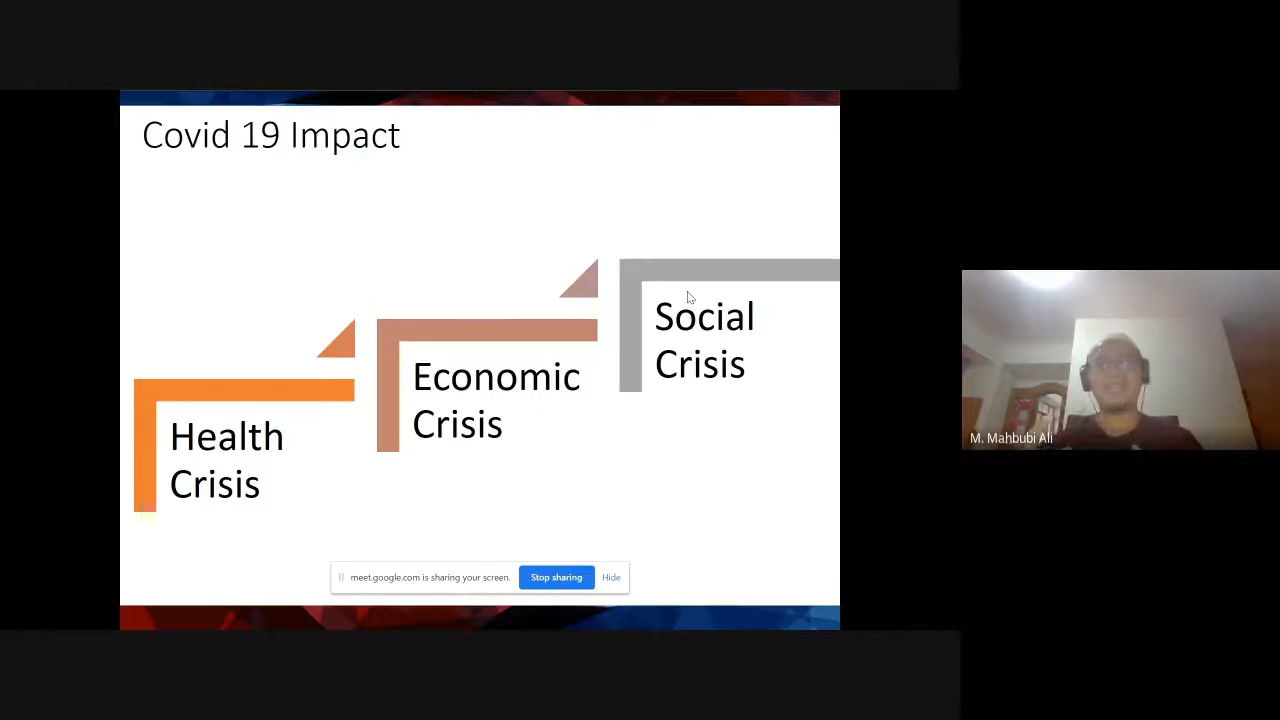 Covid 19 Impact
Social
Crisis
Economic
Crisis
Health
Crisis
M. Mahbubi Ali
meet.google.com is sharing your screen.
Stop sharing
Hide